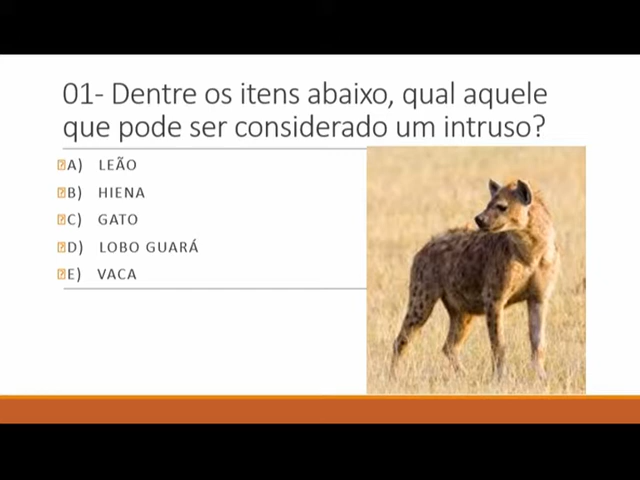 01- Dentre os itens abaixo, qual aquele
que pode ser considerado um intruso?
A) LEÃO
B) HIENA
C) GATO
D) LOBO GUARÁ
E) VACA